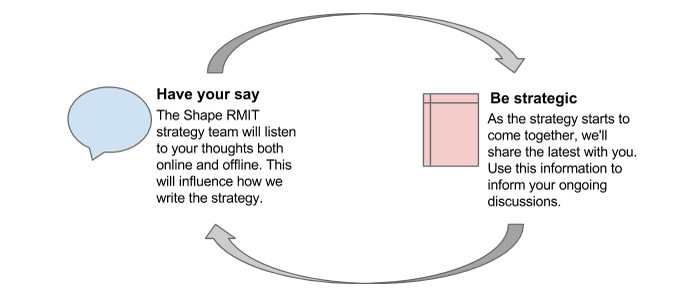 Have your say
The Shape RMIT
strategy team will listen
to your thoughts both
online and offline. This
will influence how we
write the strategy.
Be strategic
As the strategy starts to
come together, we'll
share the latest with you.
Use this information to
inform your ongoing
discussions.